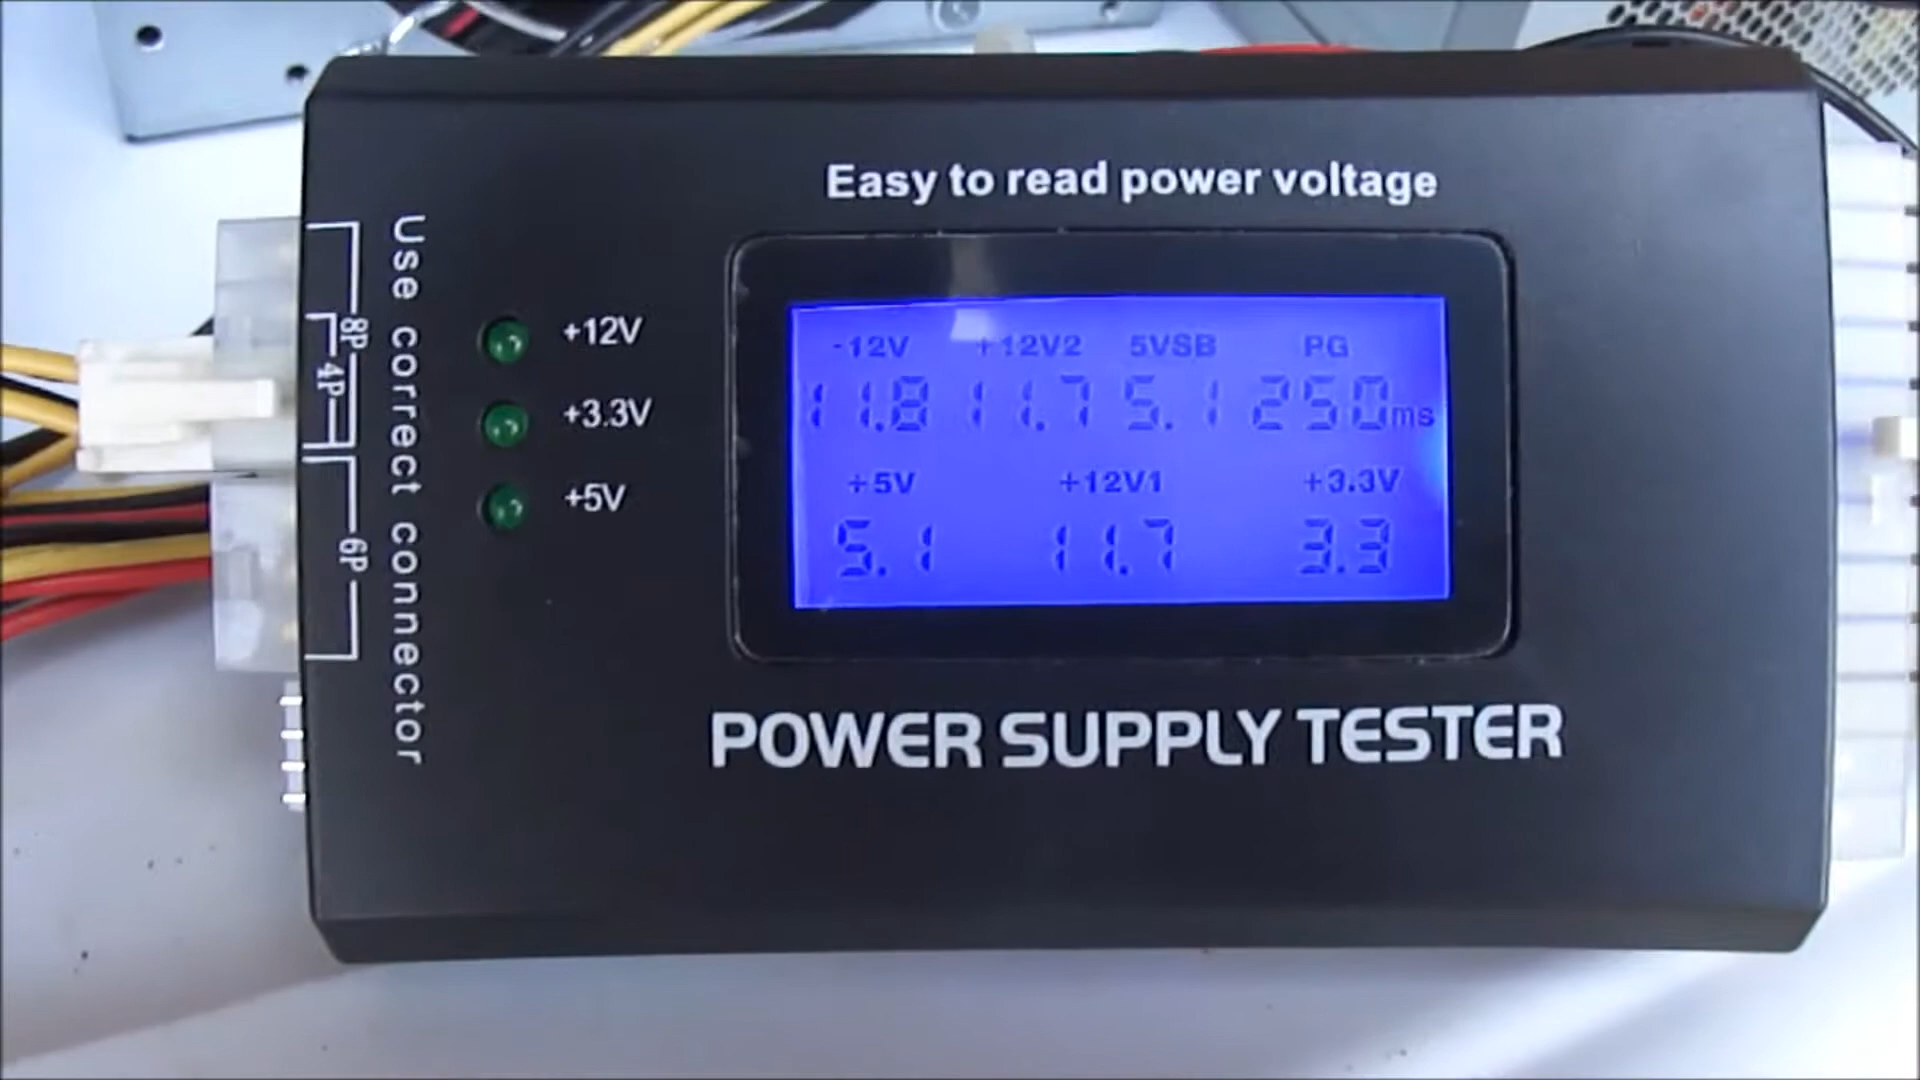 Easy to read power voltage
Use correct connector
8P
4P
6P
+12V
+3.3V
+5V
-12V +12V2 5VSB PG
11.8 11.7 5.1 250ms
+5V +12V1 +3.3V
5.1 11.7 3.3
POWER SUPPLY TESTER